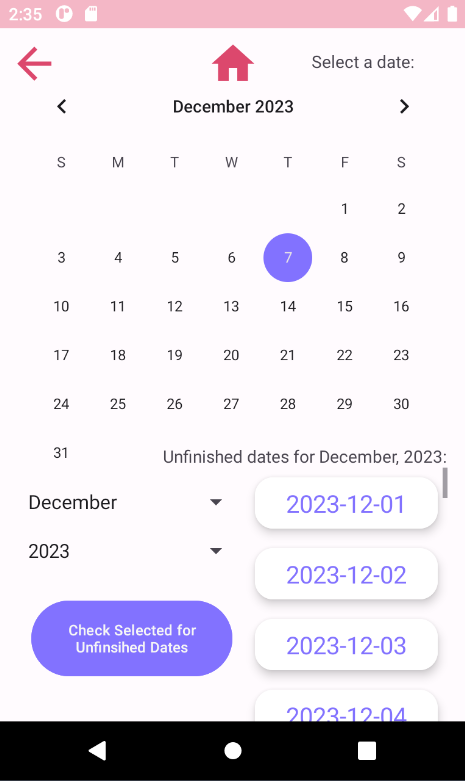 2:35
Select a date:
December 2023
S M T W T F S
1 2
3 4 5 6 7 8 9
10 11 12 13 14 15 16
17 18 19 20 21 22 23
24 25 26 27 28 29 30
31
Unfinished dates for December, 2023:
December
2023
Check Selected for
Unfinsihed Dates
2023-12-01
2023-12-02
2023-12-03
2023-12-04